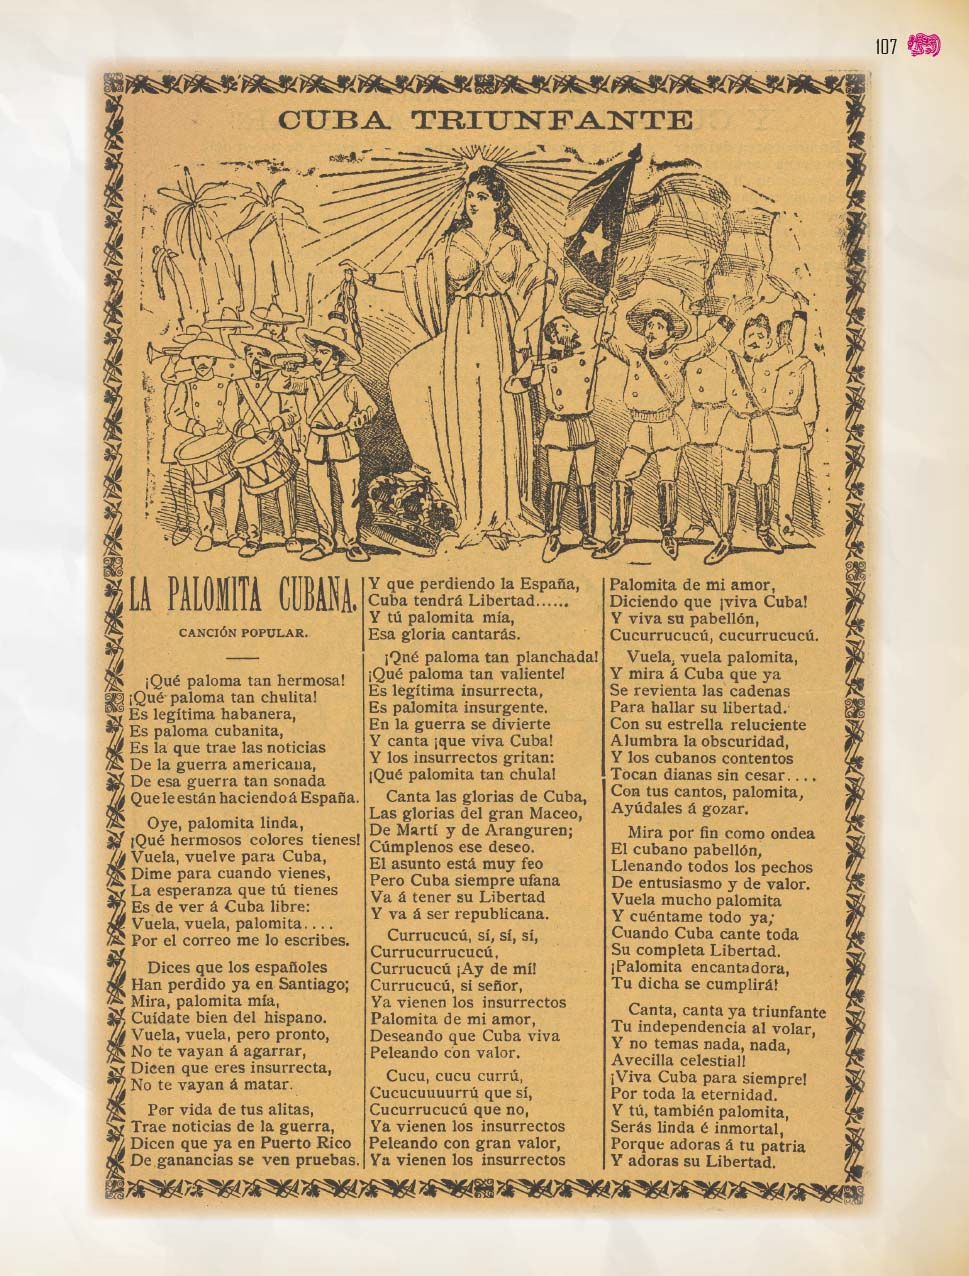 107
CUBA TRIUNFANTE
LA PALOMITA CUBANA.
CANCIÓN POPULAR.
¡Qué paloma tan hermosa!
¡Qué paloma tan chulita!
Es legítima habanera,
Es paloma cubanita,
Es la que trae las noticias
De la guerra americana,
De esa guerra tan sonada
Que le están haciendo á España.
Oye, palomita linda,
¡Qué hermosos colores tienes!
Vuela, vuelve para Cuba,
Dime para cuando vienes,
La esperanza que tú tienes
Es de ver á Cuba libre:
Vuela, vuela, palomita....
Por el correo me lo escribes.
Dices que los españoles
Han perdido ya en Santiago;
Mira, palomita mía,
Cuídate bien del hispano.
Vuela, vuela, pero pronto,
No te vayan á agarrar,
Dicen que eres insurrecta,
No te vayan á matar.
Por vida de tus alitas,
Trae noticias de la guerra,
Dicen que ya en Puerto Rico
De ganancias se ven pruebas.
Y que perdiendo la España,
Cuba tendrá Libertad......
Y tú palomita mía,
Esa gloria cantarás.
¡Qné paloma tan planchada!
¡Qué paloma tan valiente!
Es legítima insurrecta,
Es palomita insurgente.
En la guerra se divierte
Y canta ¡que viva Cuba!
Y los insurrectos gritan:
¡Qué palomita tan chula!
Canta las glorias de Cuba,
Las glorias del gran Maceo,
De Martí y de Aranguren;
Cúmplenos ese deseo.
El asunto está muy feo
Pero Cuba siempre ufana
Va á tener su Libertad
Y va á ser republicana.
Currucucú, sí, sí, sí,
Currucurrucucú,
Currucucú ¡Ay de mí!
Currucucú, si señor,
Ya vienen los insurrectos
Palomita de mi amor,
Deseando que Cuba viva
Peleando con valor.
Cucu, cucu currú,
Cucucuuuurrú que sí,
Cucurrucucú que no,
Ya vienen los insurrectos
Peleando con gran valor,
Ya vienen los insurrectos
Palomita de mi amor,
Diciendo que ¡viva Cuba!
Y viva su pabellón,
Cucurrucucú, cucurrucucú.
Vuela, vuela palomita,
Y mira á Cuba que ya
Se revienta las cadenas
Para hallar su libertad.
Con su estrella reluciente
Alumbra la obscuridad,
Y los cubanos contentos
Tocan dianas sin cesar....
Con tus cantos, palomita,
Ayúdales á gozar.
Mira por fin como ondea
El cubano pabellón,
Llenando todos los pechos
De entusiasmo y de valor.
Vuela mucho palomita
Y cuéntame todo ya;
Cuando Cuba cante toda
Su completa Libertad.
¡Palomita encantadora,
Tu dicha se cumplirá!
Canta, canta ya triunfante
Tu independencia al volar,
Y no temas nada, nada,
Avecilla celestial!
¡Viva Cuba para siempre!
Por toda la eternidad.
Y tú, también palomita,
Serás linda é inmortal,
Porque adoras á tu patria
Y adoras su Libertad.